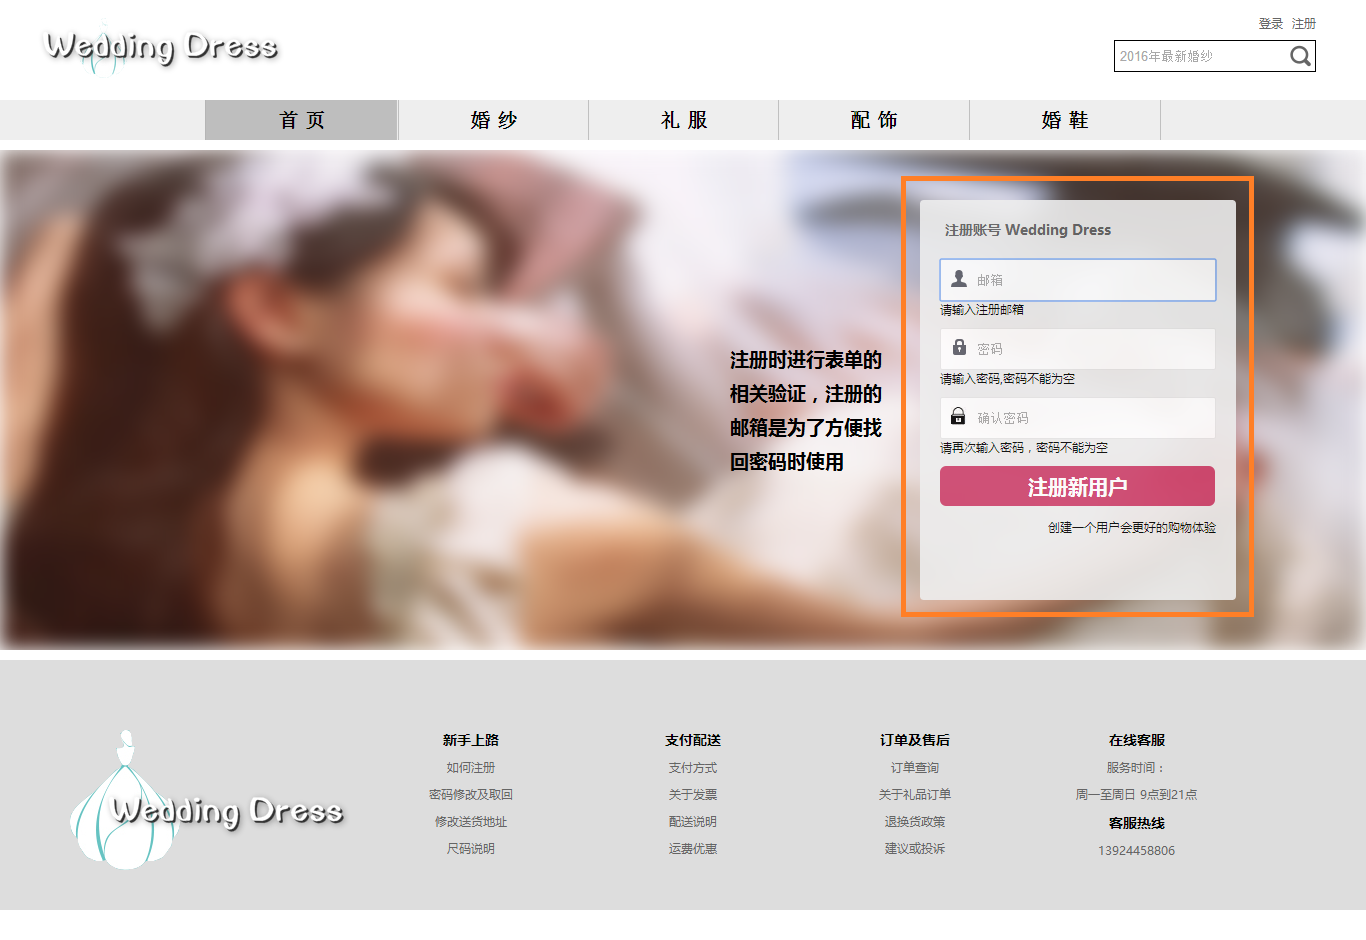 Wedding Dress
登录 注册
2016年最新婚纱
首 页 婚 纱 礼 服 配 饰 婚 鞋
注册账号 Wedding Dress
邮箱
请输入注册邮箱
密码
请输入密码,密码不能为空
确认密码
请再次输入密码，密码不能为空
注册新用户
创建一个用户会更好的购物体验
注册时进行表单的
相关验证，注册的
邮箱是为了方便找
回密码时使用
Wedding Dress
新手上路
如何注册
密码修改及取回
修改送货地址
尺码说明
支付配送
支付方式
关于发票
配送说明
运费优惠
订单及售后
订单查询
关于礼品订单
退换货政策
建议或投诉
在线客服
服务时间：
周一至周日 9点到21点
客服热线
13924458806